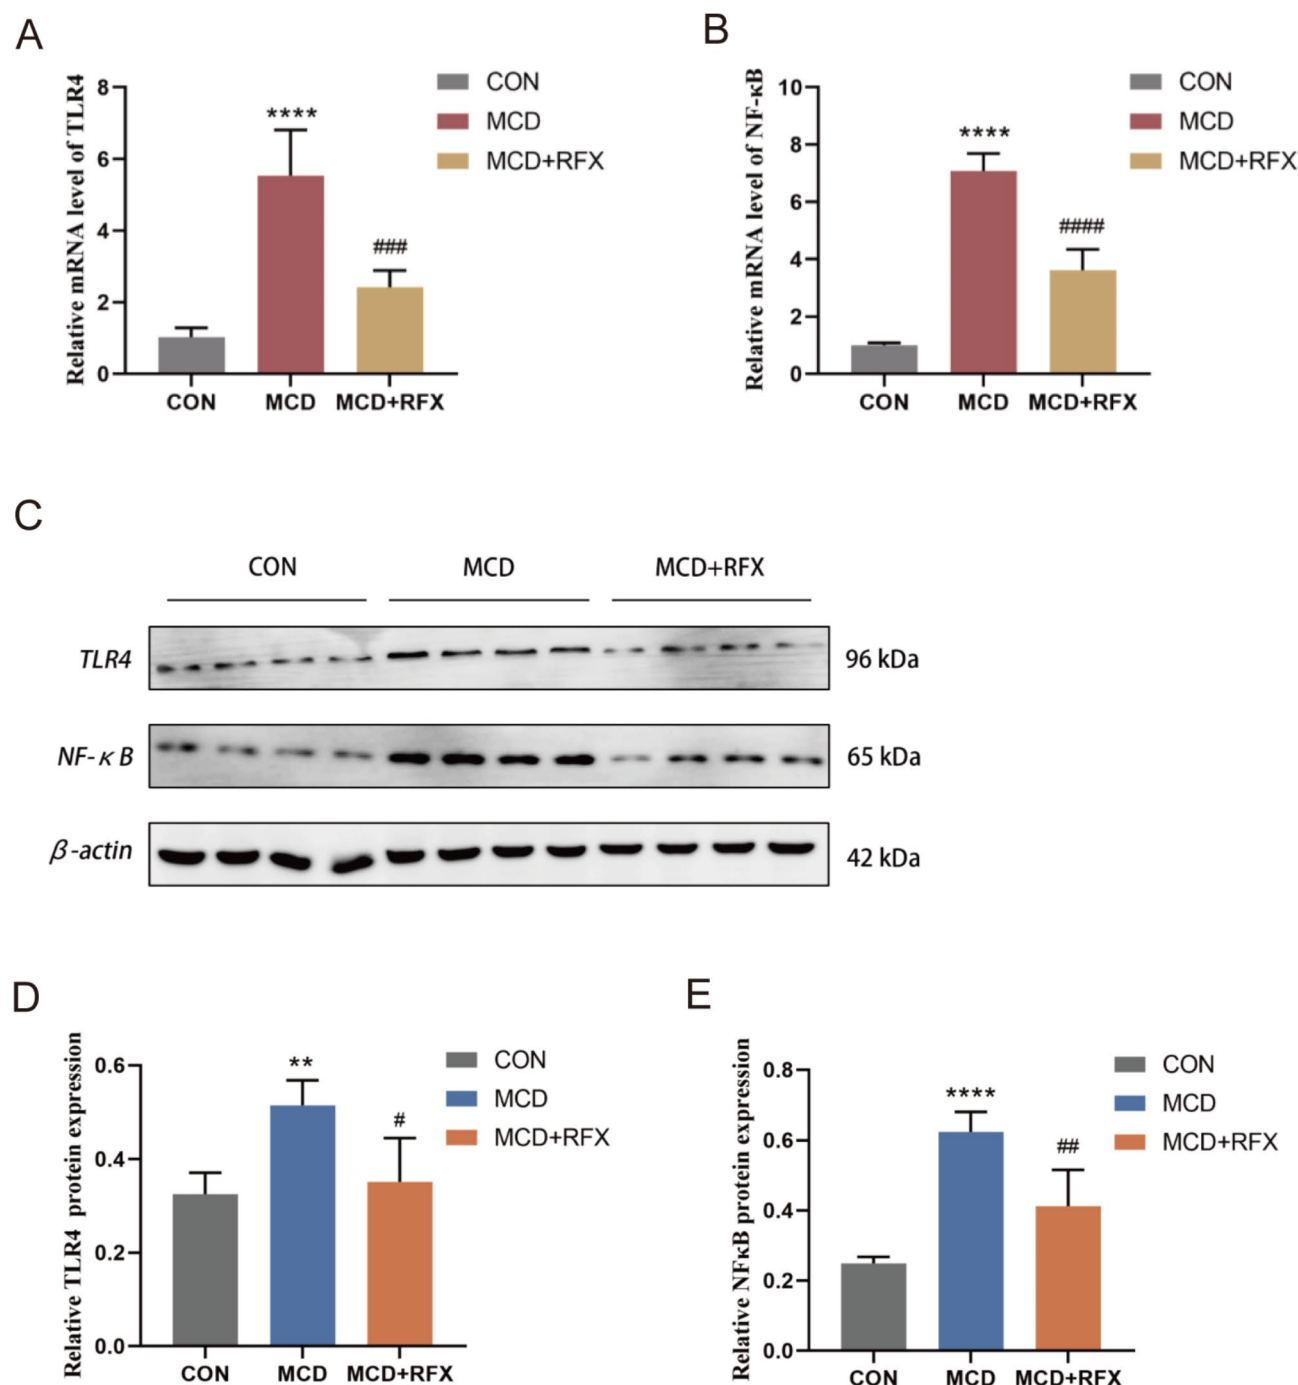 A
Relative mRNA level of TLR4
8
6
4
2
0
****
###
CON
MCD
MCD+RFX
CON
MCD
MCD+RFX
B
Relative mRNA level of NF-κB
10
8
6
4
2
0
****
####
CON
MCD
MCD+RFX
CON
MCD
MCD+RFX
C
CON MCD MCD+RFX
TLR4 96 kDa
NF-κB 65 kDa
β-actin 42 kDa
D
Relative TLR4 protein expression
0.6
0.4
0.2
0.0
**
#
CON
MCD
MCD+RFX
CON
MCD
MCD+RFX
E
Relative NFκB protein expression
0.8
0.6
0.4
0.2
0.0
****
##
CON
MCD
MCD+RFX
CON
MCD
MCD+RFX